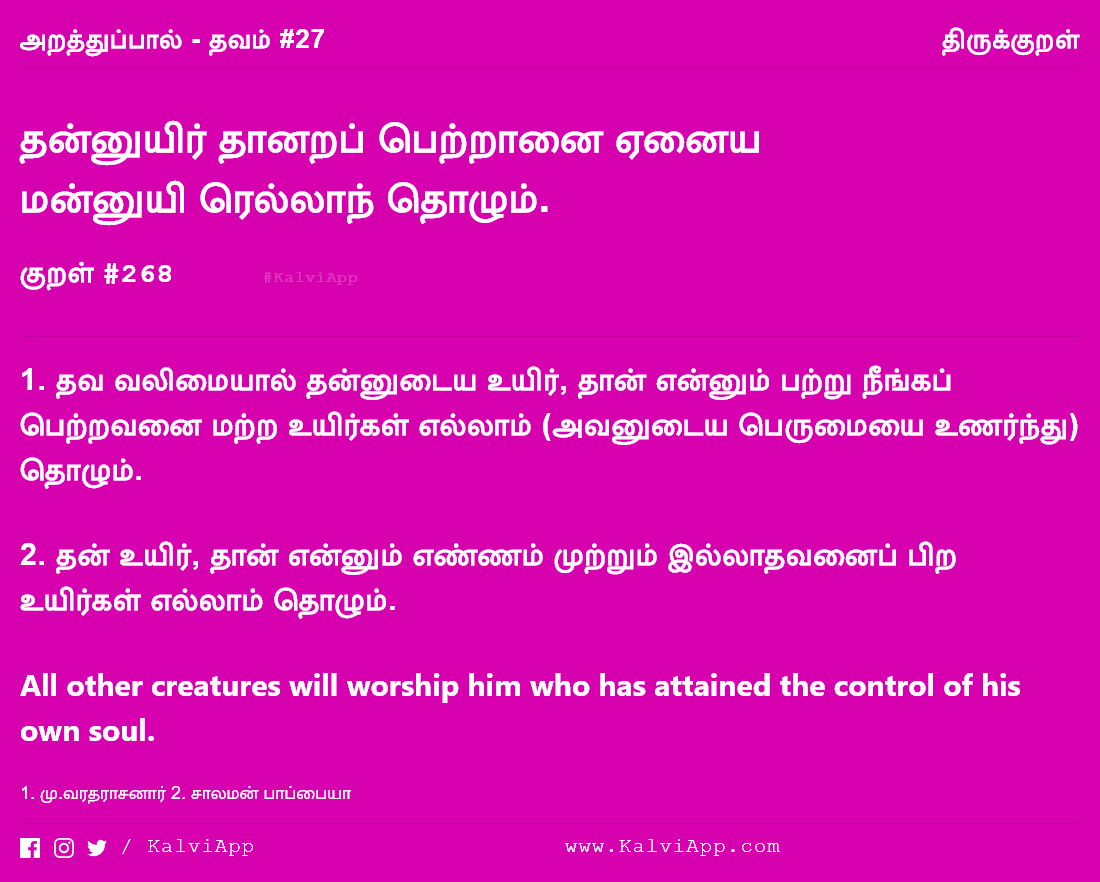 அறத்துப்பால் - தவம் #27 திருக்குறள்
தன்னுயிர் தானறப் பெற்றானை ஏனைய
மன்னுயி ரெல்லாந் தொழும்.
குறள் #268 #KalviApp
1. தவ வலிமையால் தன்னுடைய உயிர், தான் என்னும் பற்று நீங்கப்
பெற்றவனை மற்ற உயிர்கள் எல்லாம் (அவனுடைய பெருமையை உணர்ந்து)
தொழும்.
2. தன் உயிர், தான் என்னும் எண்ணம் முற்றும் இல்லாதவனைப் பிற
உயிர்கள் எல்லாம் தொழும்.
All other creatures will worship him who has attained the control of his
own soul.
1. மு.வரதராசனார் 2. சாலமன் பாப்பையா
/ KalviApp www.KalviApp.com